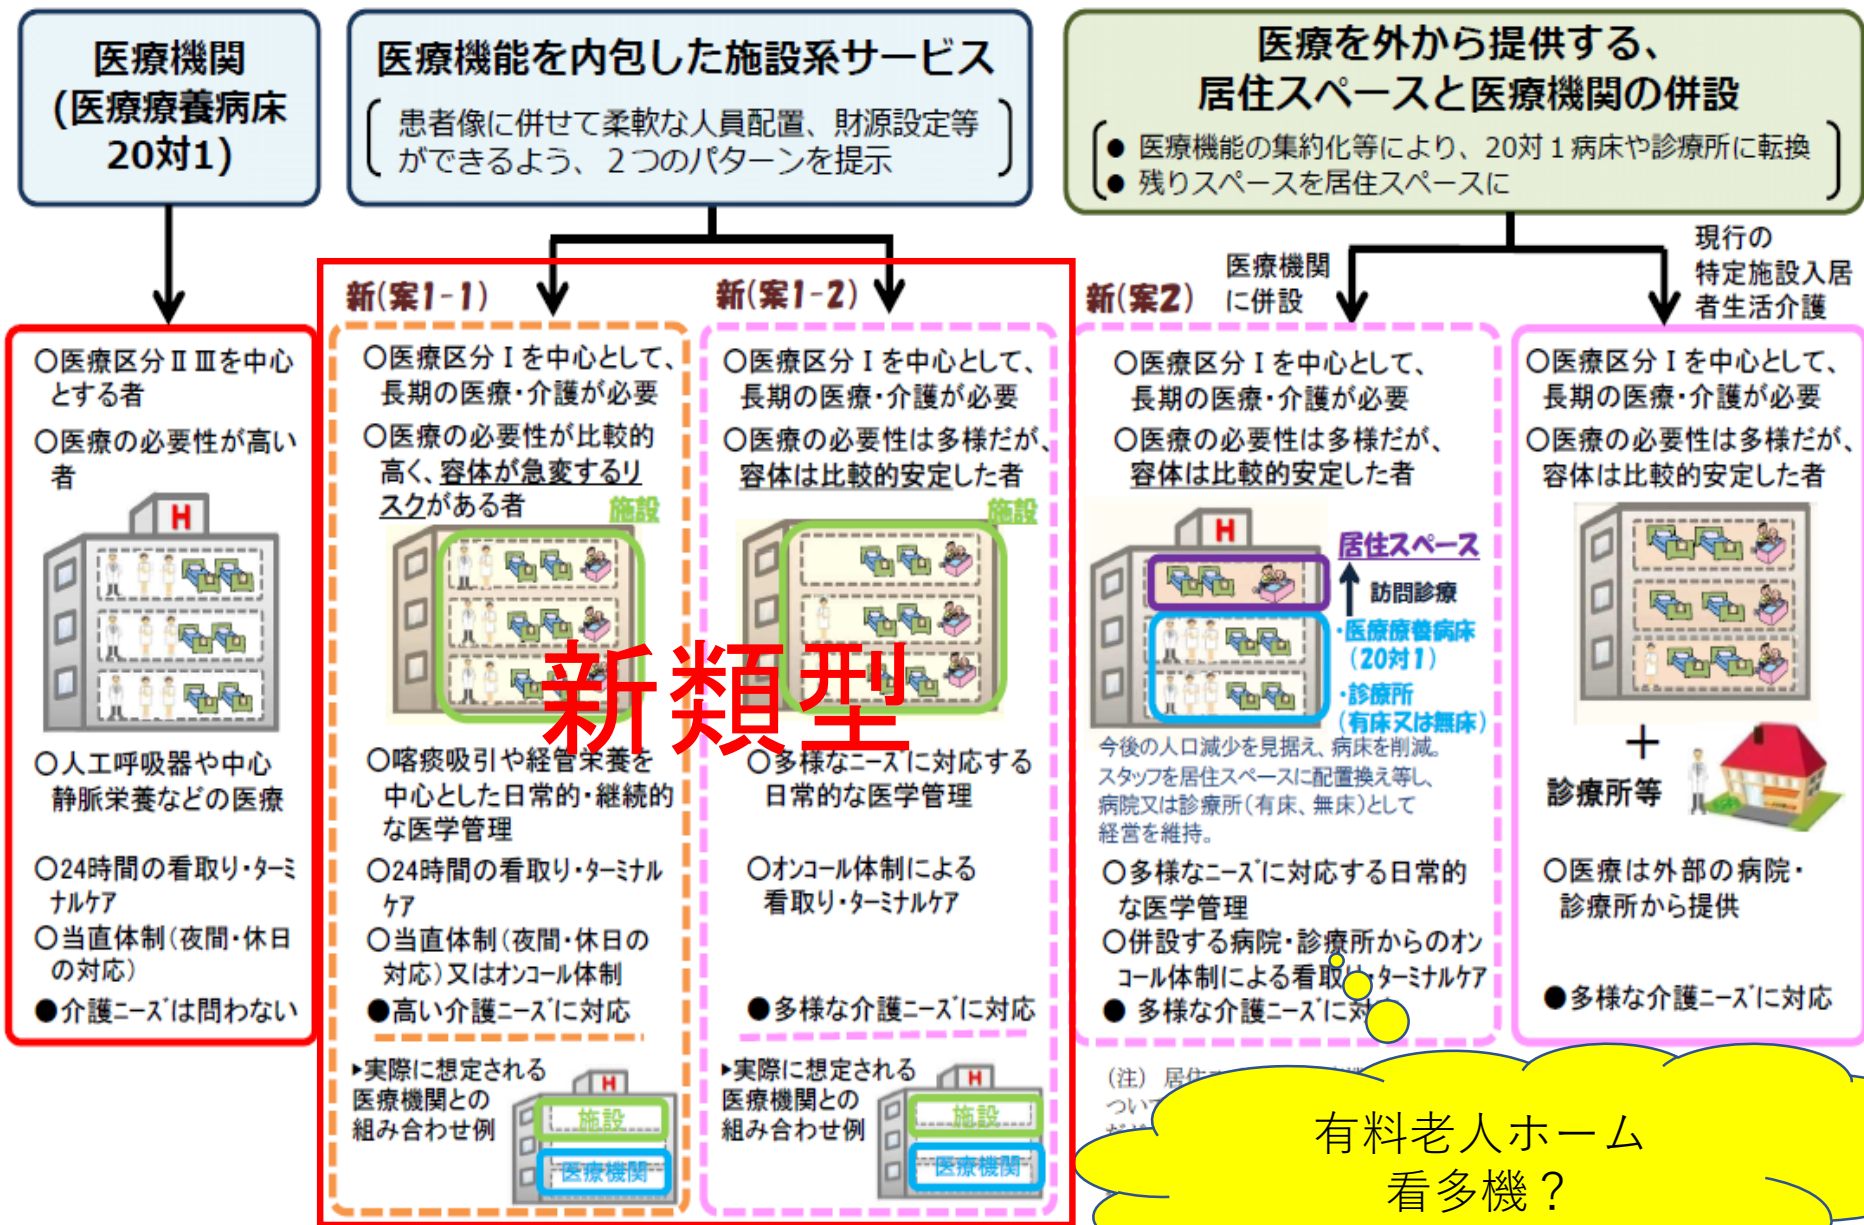 医療機関
(医療療養病床
20対1)
医療機能を内包した施設系サービス
患者像に併せて柔軟な人員配置、財源設定等
ができるよう、２つのパターンを提示
医療を外から提供する、
居住スペースと医療機関の併設
● 医療機能の集約化等により、20対１病床や診療所に転換
● 残りスペースを居住スペースに
〇医療区分ⅡⅢを中心
とする者
〇医療の必要性が高い
者
H
〇人工呼吸器や中心
静脈栄養などの医療
〇24時間の看取り・ターミ
ナルケア
〇当直体制(夜間・休日
の対応)
●介護ニーズは問わない
新(案1-1)
〇医療区分Ⅰを中心として、
長期の医療・介護が必要
〇医療の必要性が比較的
高く、容体が急変するリ
スクがある者
施設
〇喀痰吸引や経管栄養を
中心とした日常的・継続的
な医学管理
〇24時間の看取り・ターミナル
ケア
〇当直体制(夜間・休日の
対応)又はオンコール体制
●高い介護ニーズに対応
▶実際に想定される
医療機関との
組み合わせ例
H
施設
医療機関
新(案1-2)
〇医療区分Ⅰを中心として、
長期の医療・介護が必要
〇医療の必要性は多様だが、
容体は比較的安定した者
施設
新類型
〇多様なニーズに対応する
日常的な医学管理
〇オンコール体制による
看取り・ターミナルケア
●多様な介護ニーズに対応
▶実際に想定される
医療機関との
組み合わせ例
H
施設
医療機関
新(案2)
医療機関
に併設
〇医療区分Ⅰを中心として、
長期の医療・介護が必要
〇医療の必要性は多様だが、
容体は比較的安定した者
H
居住スペース
訪問診療
・医療療養病床
(20対1)
・診療所
(有床又は無床)
今後の人口減少を見据え、病床を削減。
スタッフを居住スペースに配置換え等し、
病院又は診療所(有床、無床)として
経営を維持。
〇多様なニーズに対応する日常的
な医学管理
〇併設する病院・診療所からのオン
コール体制による看取り・ターミナルケア
● 多様な介護ニーズに対
(注) 居住
ついて
現行の
特定施設入居
者生活介護
〇医療区分Ⅰを中心として、
長期の医療・介護が必要
〇医療の必要性は多様だが、
容体は比較的安定した者
＋
診療所等
〇医療は外部の病院・
診療所から提供
●多様な介護ニーズに対応
有料老人ホーム
看多機？